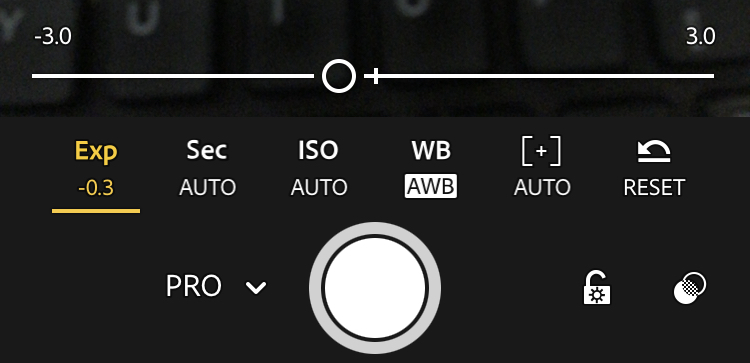 -3.0 3.0
Exp Sec ISO WB [+]
-0.3 AUTO AUTO AWB AUTO RESET
PRO